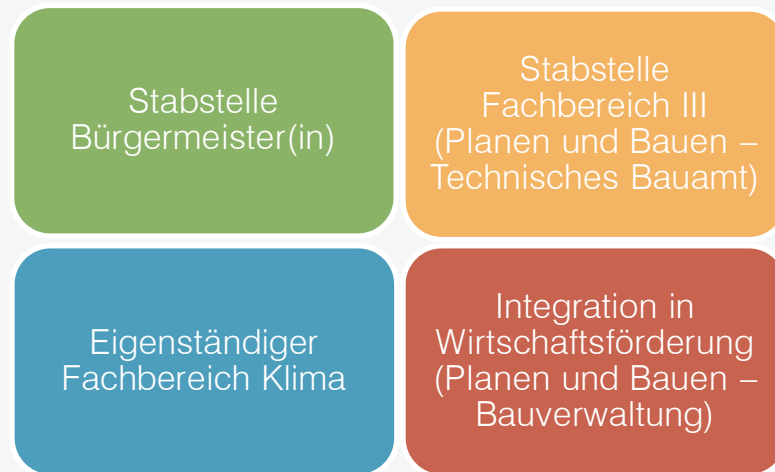 Stabstelle
Bürgermeister(in)
Stabstelle
Fachbereich III
(Planen und Bauen –
Technisches Bauamt)
Eigenständiger
Fachbereich Klima
Integration in
Wirtschaftsförderung
(Planen und Bauen –
Bauverwaltung)